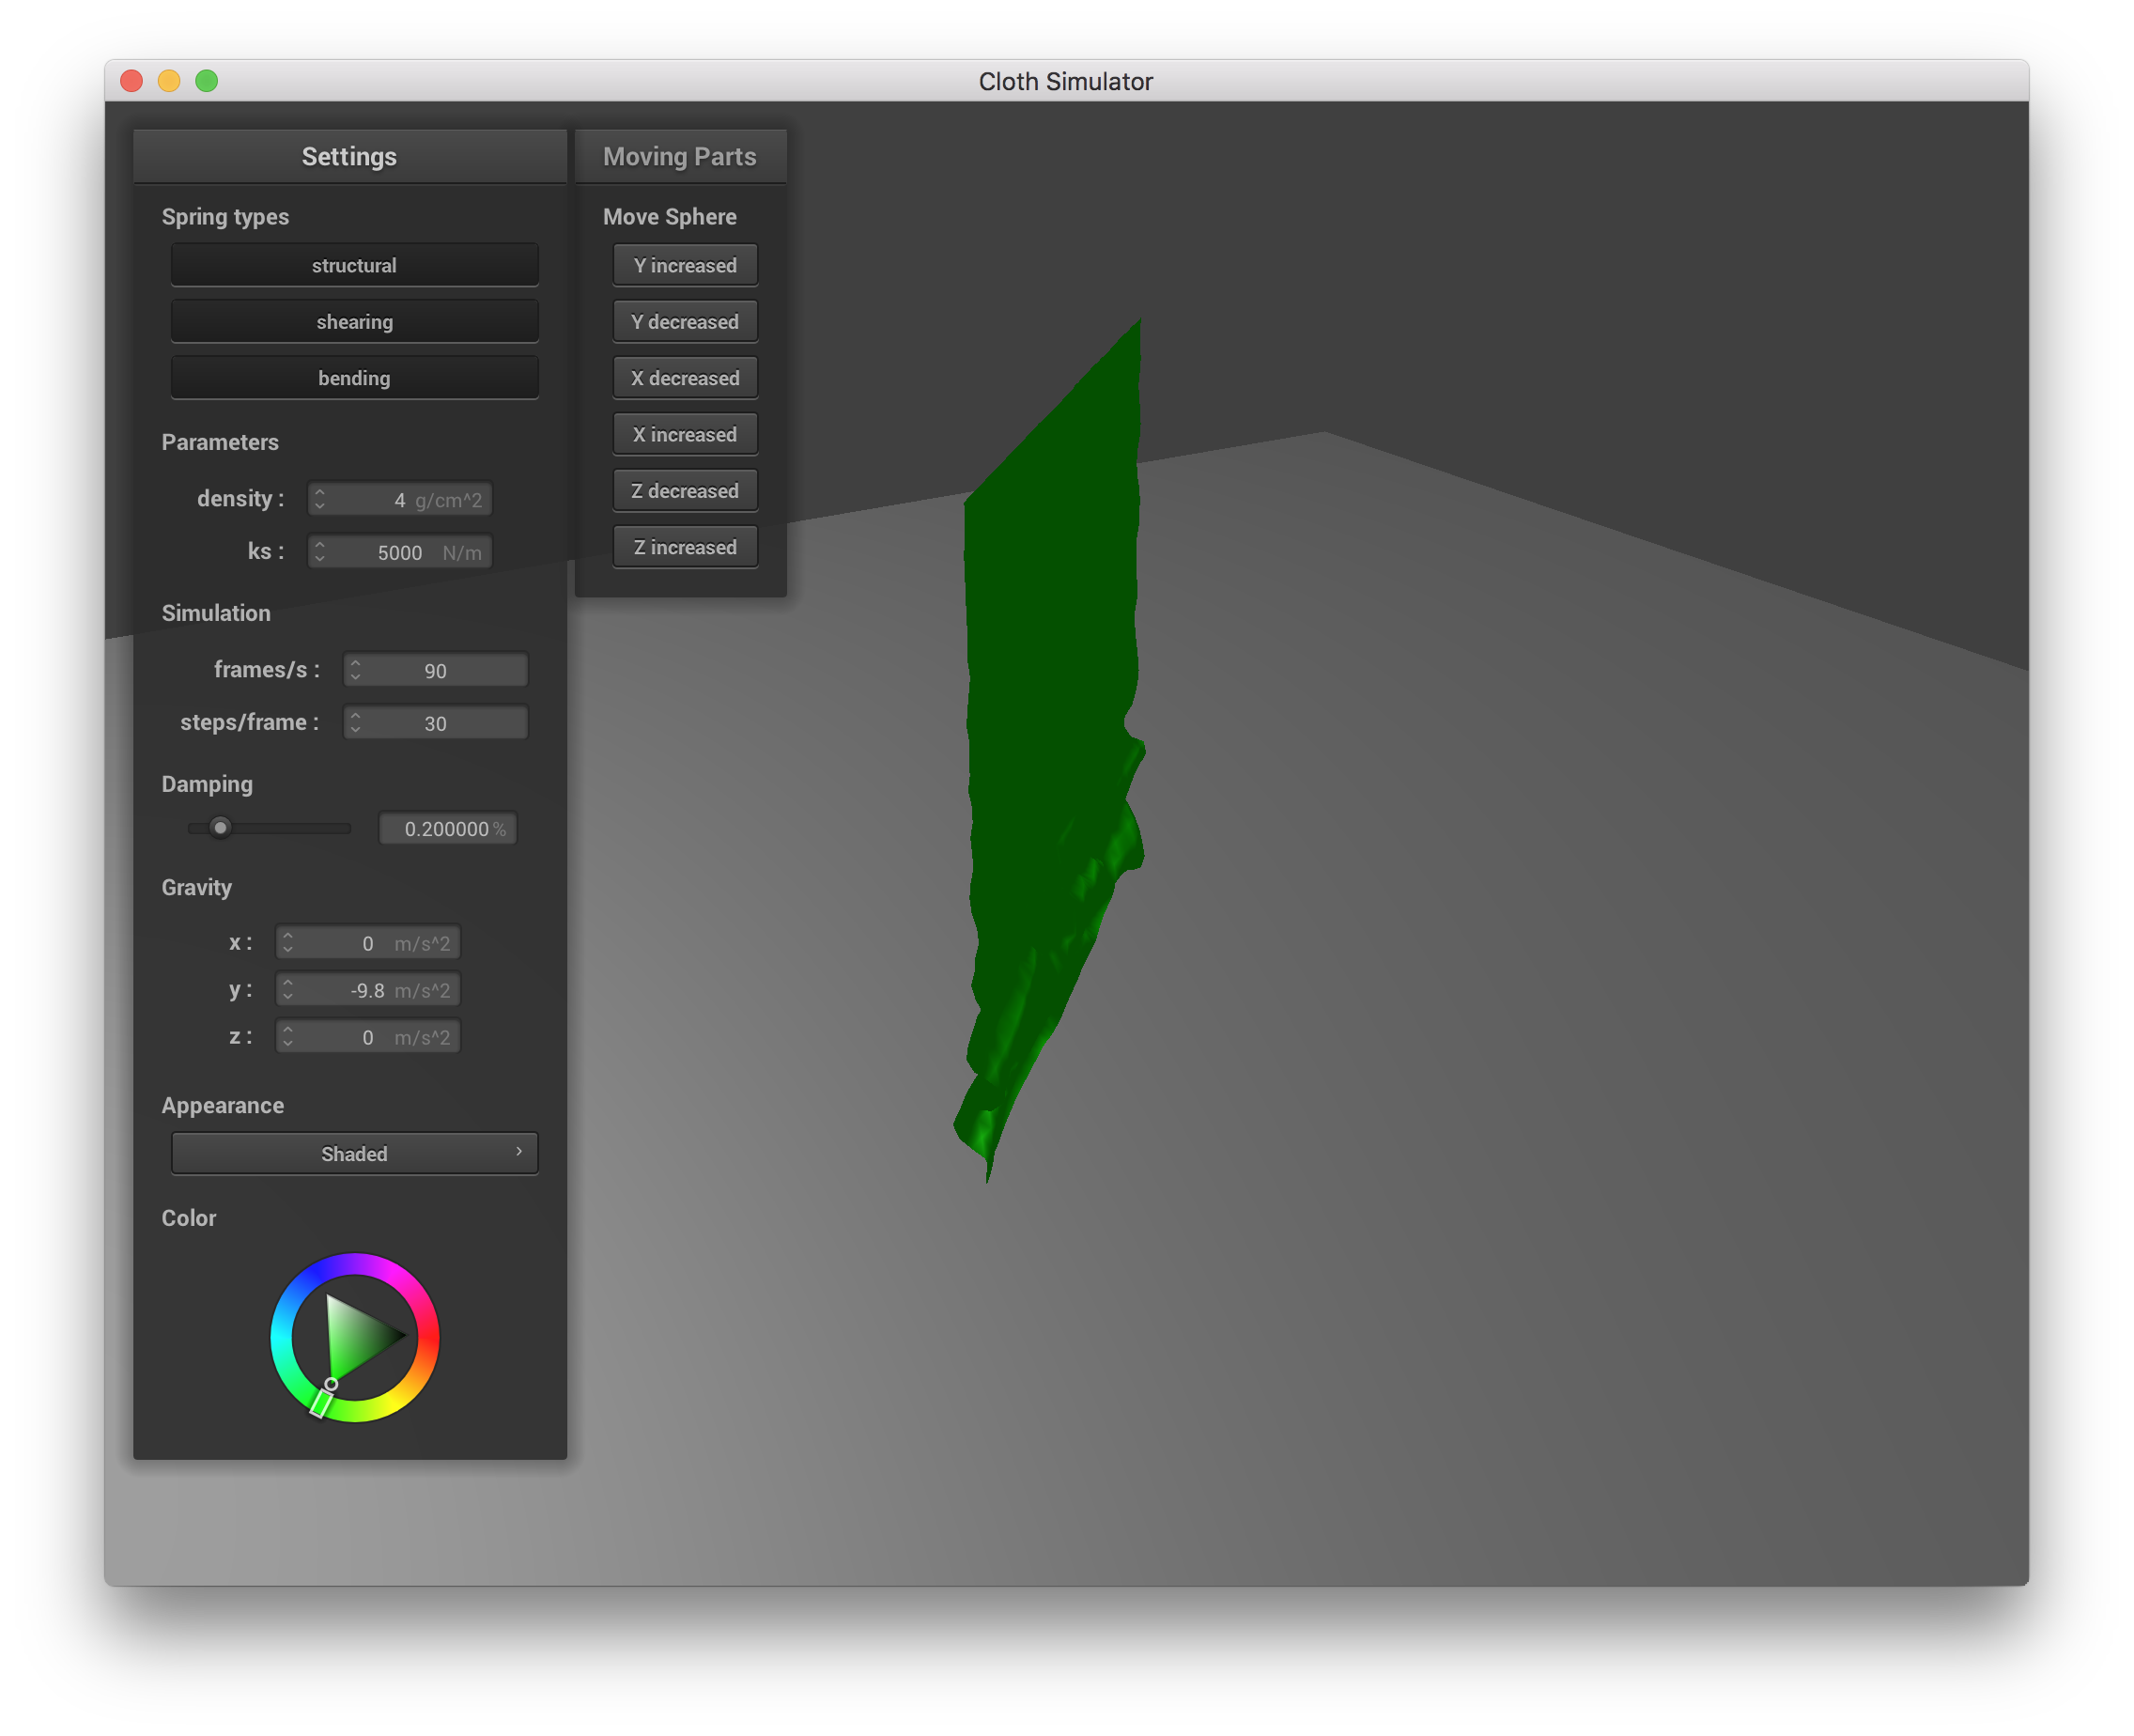 Cloth Simulator
Settings
Spring types
structural
shearing
bending
Parameters
density : 4 g/cm^2
ks : 5000 N/m
Simulation
frames/s : 90
steps/frame : 30
Damping
0.200000 %
Gravity
x : 0 m/s^2
y : -9.8 m/s^2
z : 0 m/s^2
Appearance
Shaded
Color
Moving Parts
Move Sphere
Y increased
Y decreased
X decreased
X increased
Z decreased
Z increased